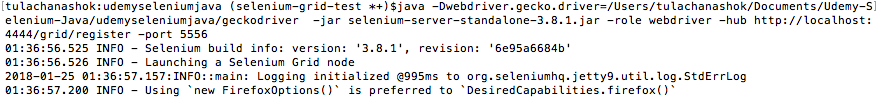 [tulachanashok:udemyseleniumjava (selenium-grid-test *+)$java -Dwebdriver.gecko.driver=/Users/tulachanashok/Documents/Udemy-S
elenium-Java/udemyseleniumjava/geckodriver  -jar selenium-server-standalone-3.8.1.jar -role webdriver -hub http://localhost:
4444/grid/register -port 5556
01:36:56.525 INFO - Selenium build info: version: '3.8.1', revision: '6e95a6684b'
01:36:56.526 INFO - Launching a Selenium Grid node
2018-01-25 01:36:57.157:INFO::main: Logging initialized @995ms to org.seleniumhq.jetty9.util.log.StdErrLog
01:36:57.200 INFO - Using `new FirefoxOptions()` is preferred to `DesiredCapabilities.firefox()`